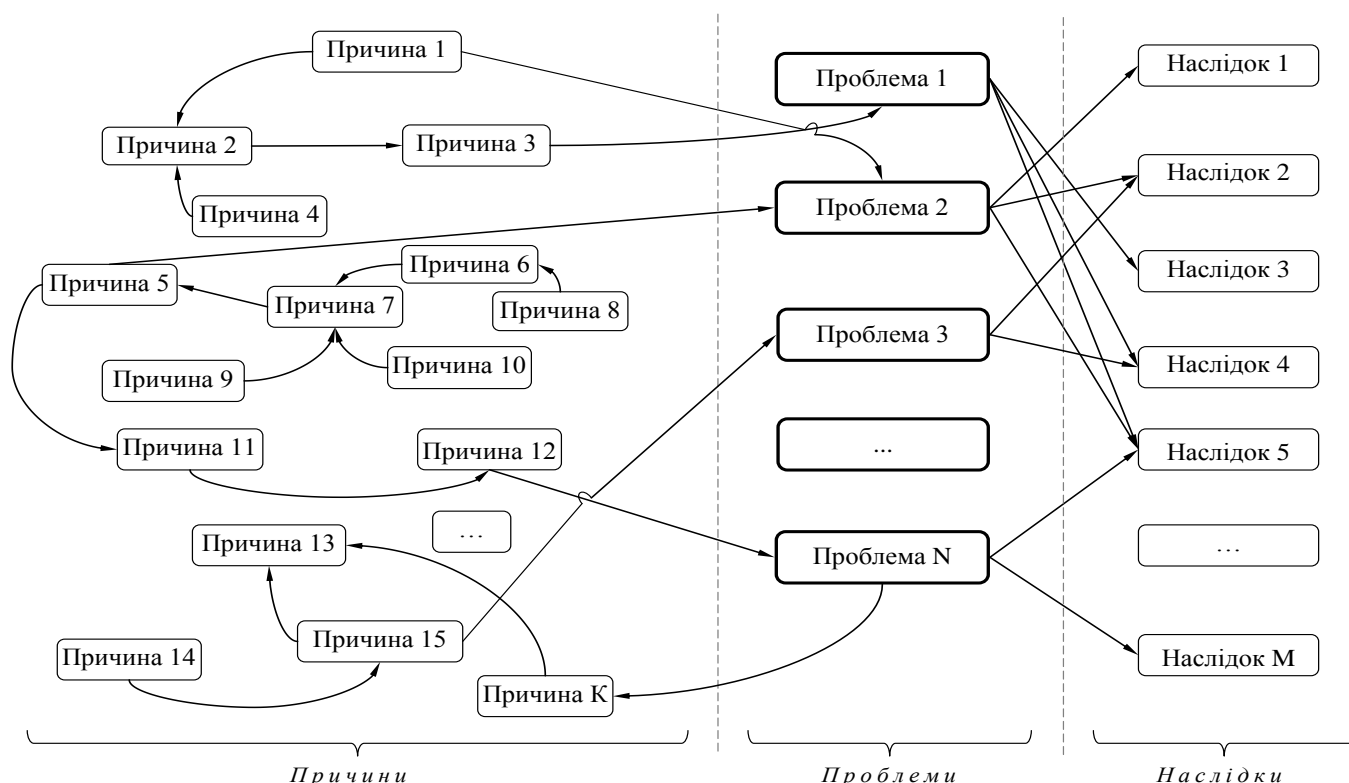 Причина 1
Проблема 1
Наслідок 1
Причина 2
Причина 3
Наслідок 2
Причина 4
Проблема 2
Причина 5
Причина 6
Наслідок 3
Причина 7
Причина 8
Проблема 3
Причина 9
Причина 10
Наслідок 4
Причина 11
Причина 12
...
Наслідок 5
Причина 13
…
Проблема N
…
Причина 14
Причина 15
Причина К
Наслідок М
Причини
Проблеми
Наслідки